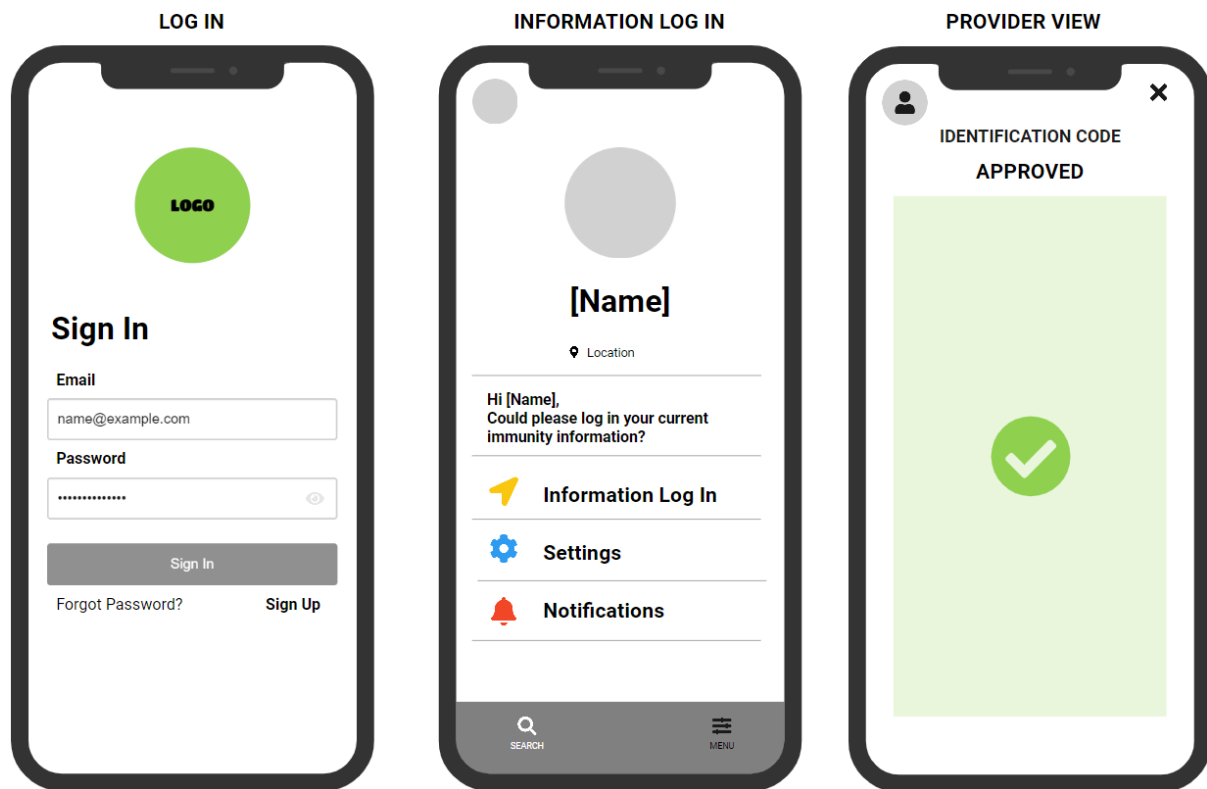 LOG IN
LOGO
Sign In
Email
name@example.com
Password
••••••••••••••
Sign In
Forgot Password? Sign Up
INFORMATION LOG IN
[Name]
Location
Hi [Name],
Could please log in your current
immunity information?
Information Log In
Settings
Notifications
SEARCH MENU
PROVIDER VIEW
IDENTIFICATION CODE
APPROVED